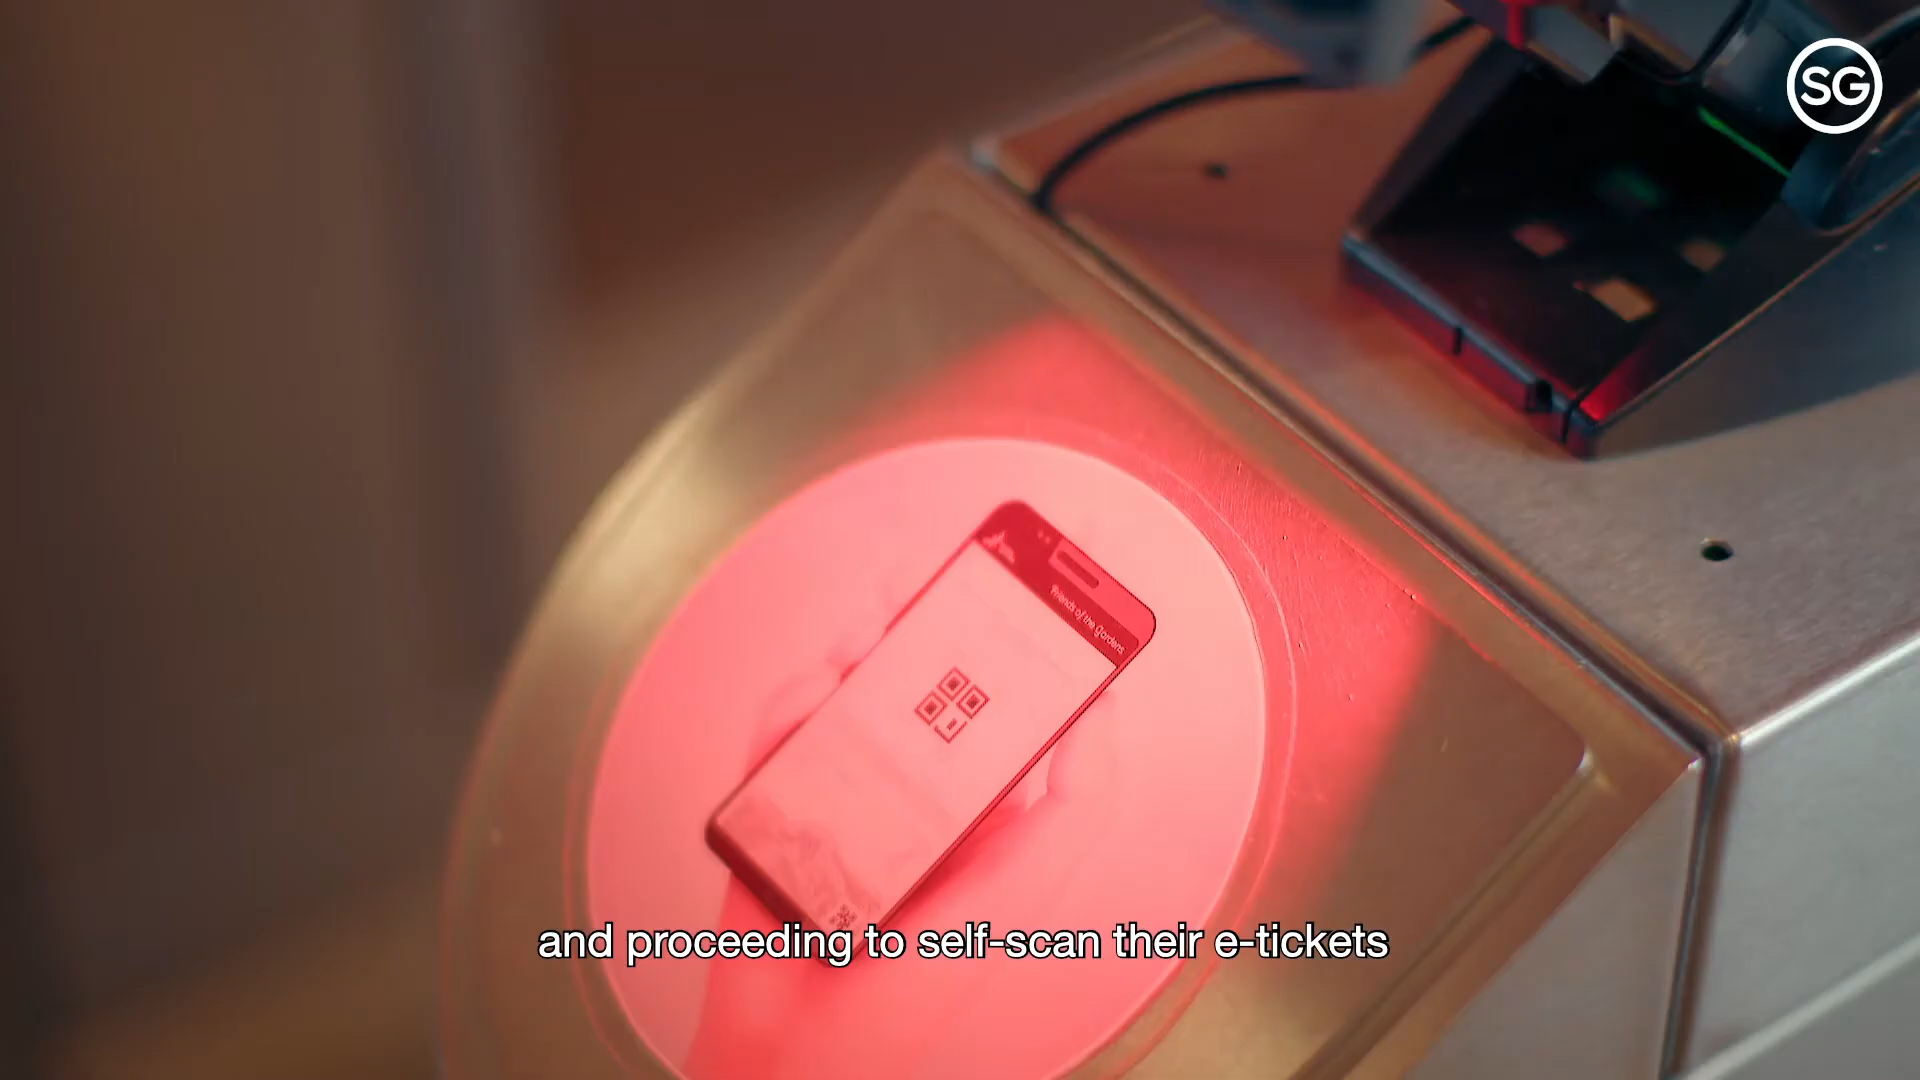 SG
Friends of the Gardens
and proceeding to self-scan their e-tickets